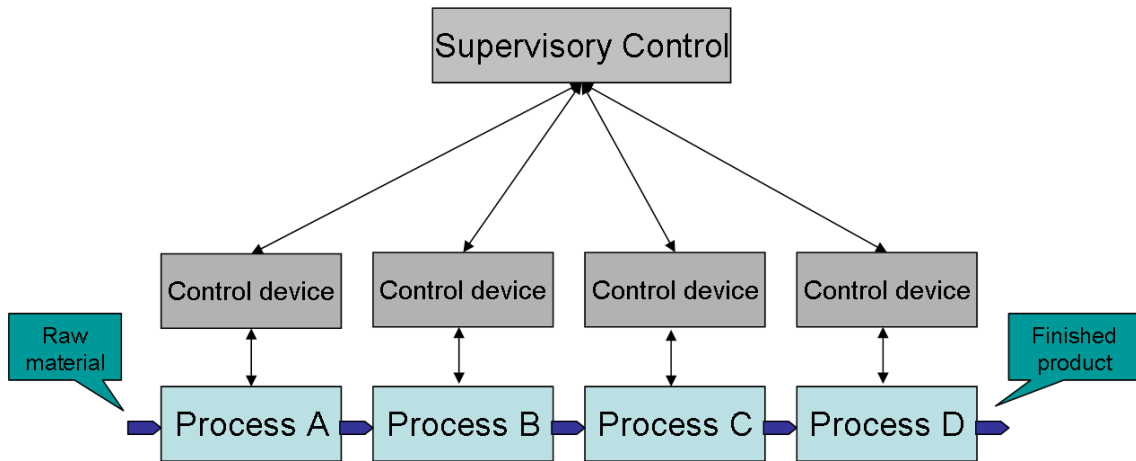 Supervisory Control
Control device
Control device
Control device
Control device
Raw
material
Finished
product
Process A
Process B
Process C
Process D